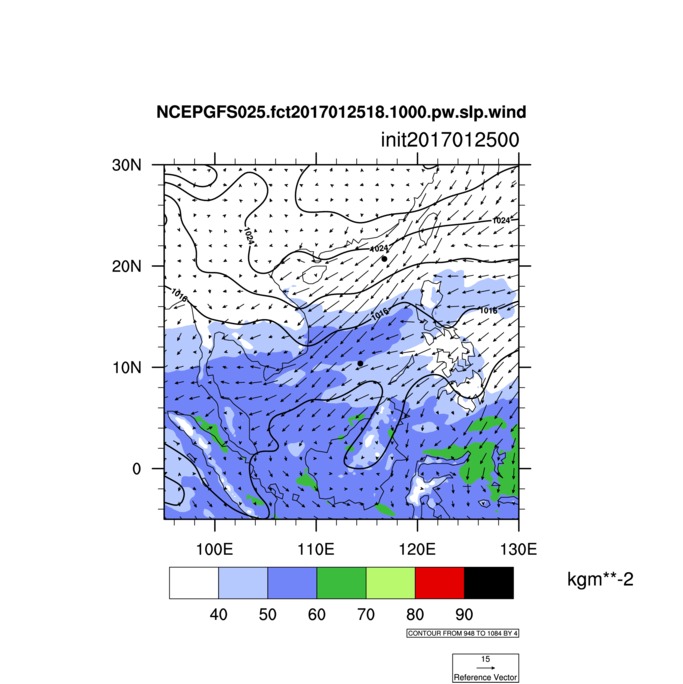 NCEPGFS025.fct2017012518.1000.pw.slp.wind
init2017012500
30N
1024
1024
1024
20N
1016
1016
1016
10N
0
100E 110E 120E 130E
kgm**-2
40 50 60 70 80 90
CONTOUR FROM 948 TO 1084 BY 4
15
Reference Vector